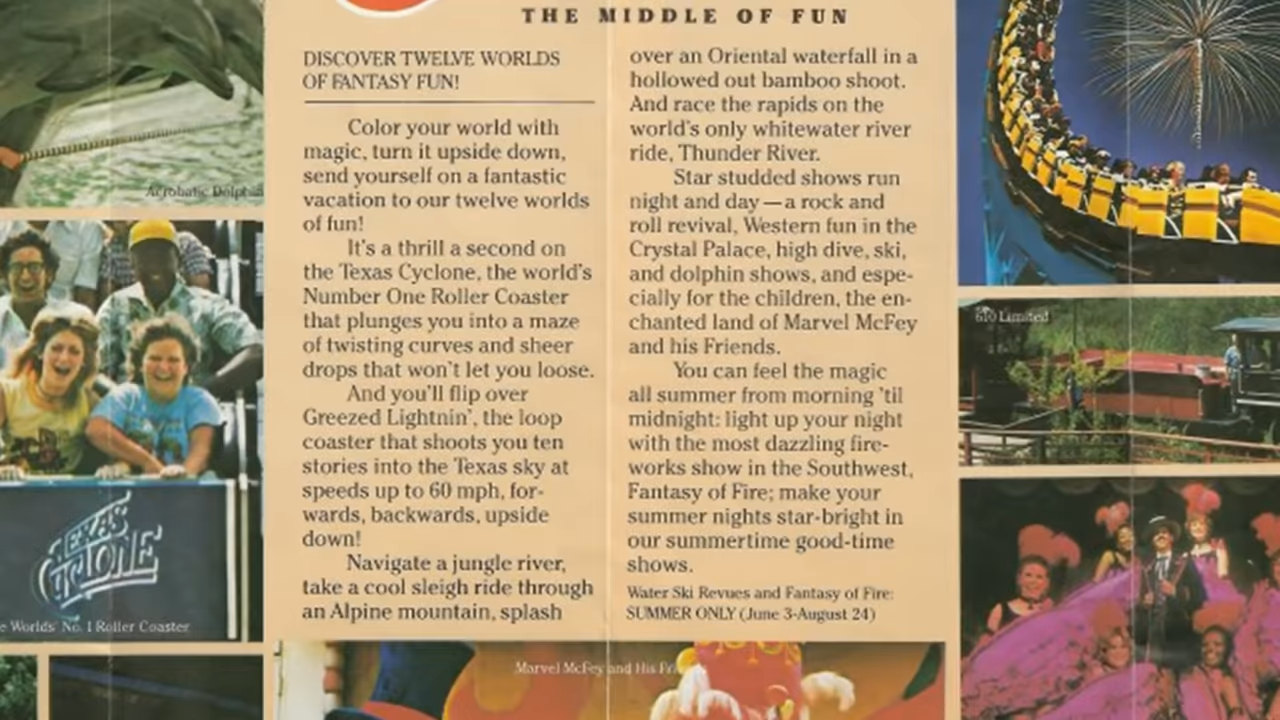 THE MIDDLE OF FUN
DISCOVER TWELVE WORLDS
OF FANTASY FUN!
Color your world with
magic, turn it upside down,
send yourself on a fantastic
vacation to our twelve worlds
of fun!
It's a thrill a second on
the Texas Cyclone, the world's
Number One Roller Coaster
that plunges you into a maze
of twisting curves and sheer
drops that won't let you loose.
And you'll flip over
Greezed Lightnin', the loop
coaster that shoots you ten
stories into the Texas sky at
speeds up to 60 mph, for-
wards, backwards, upside
down!
Navigate a jungle river,
take a cool sleigh ride through
an Alpine mountain, splash
over an Oriental waterfall in a
hollowed out bamboo shoot.
And race the rapids on the
world's only whitewater river
ride, Thunder River.
Star studded shows run
night and day — a rock and
roll revival, Western fun in the
Crystal Palace, high dive, ski,
and dolphin shows, and espe-
cially for the children, the en-
chanted land of Marvel McFey
and his Friends.
You can feel the magic
all summer from morning 'til
midnight: light up your night
with the most dazzling fire-
works show in the Southwest,
Fantasy of Fire; make your
summer nights star-bright in
our summertime good-time
shows.
Water Ski Revues and Fantasy of Fire:
SUMMER ONLY (June 3-August 24)
Acrobatic Dolphin
TEXAS
CYCLONE
e Worlds' No. 1 Roller Coaster
610 Limited
Marvel McFey and His